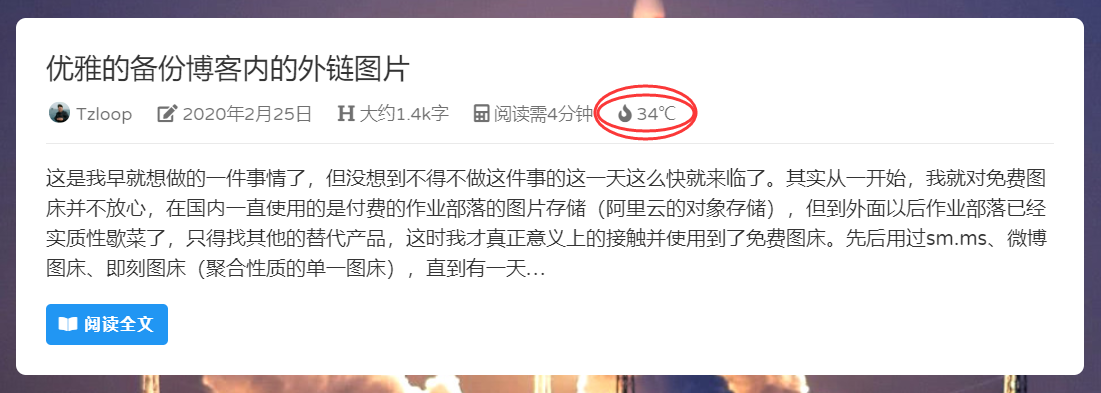 优雅的备份博客内的外链图片
Tzloop 2020年2月25日 大约1.4k字 阅读需4分钟 34℃
这是我早就想做的一件事情了，但没想到不得不做这件事的这一天这么快就来临了。其实从一开始，我就对免费图
床并不放心，在国内一直使用的是付费的作业部落的图片存储（阿里云的对象存储），但到外面以后作业部落已经
实质性歇菜了，只得找其他的替代产品，这时我才真正意义上的接触并使用到了免费图床。先后用过sm.ms、微博
图床、即刻图床（聚合性质的单一图床），直到有一天…
阅读全文